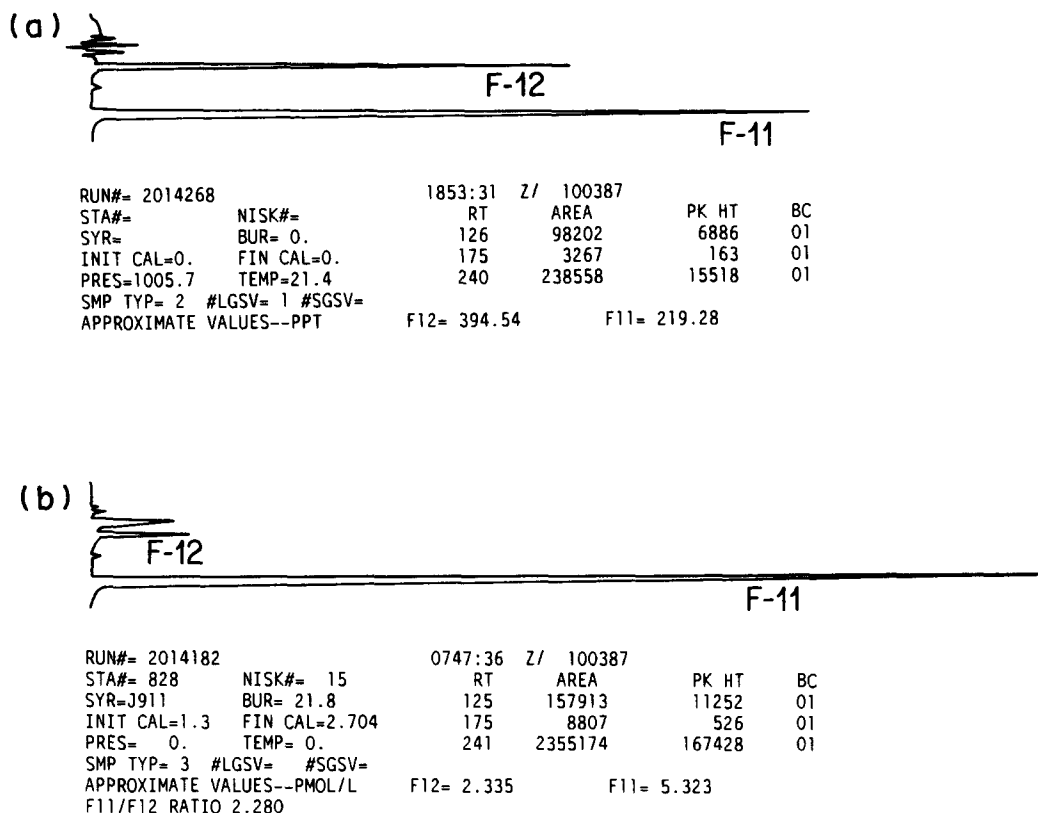 (a)
F-12
F-11
RUN#= 2014268 1853:31 Z/ 100387
STA#= NISK#= RT AREA PK HT BC
SYR= BUR= 0. 126 98202 6886 01
INIT CAL=0. FIN CAL=0. 175 3267 163 01
PRES=1005.7 TEMP=21.4 240 238558 15518 01
SMP TYP= 2 #LGSV= 1 #SGSV=
APPROXIMATE VALUES--PPT F12= 394.54 F11= 219.28
(b)
F-12
F-11
RUN#= 2014182 0747:36 Z/ 100387
STA#= 828 NISK#= 15 RT AREA PK HT BC
SYR=J911 BUR= 21.8 125 157913 11252 01
INIT CAL=1.3 FIN CAL=2.704 175 8807 526 01
PRES= 0. TEMP= 0. 241 2355174 167428 01
SMP TYP= 3 #LGSV= #SGSV=
APPROXIMATE VALUES--PMOL/L F12= 2.335 F11= 5.323
F11/F12 RATIO 2.280